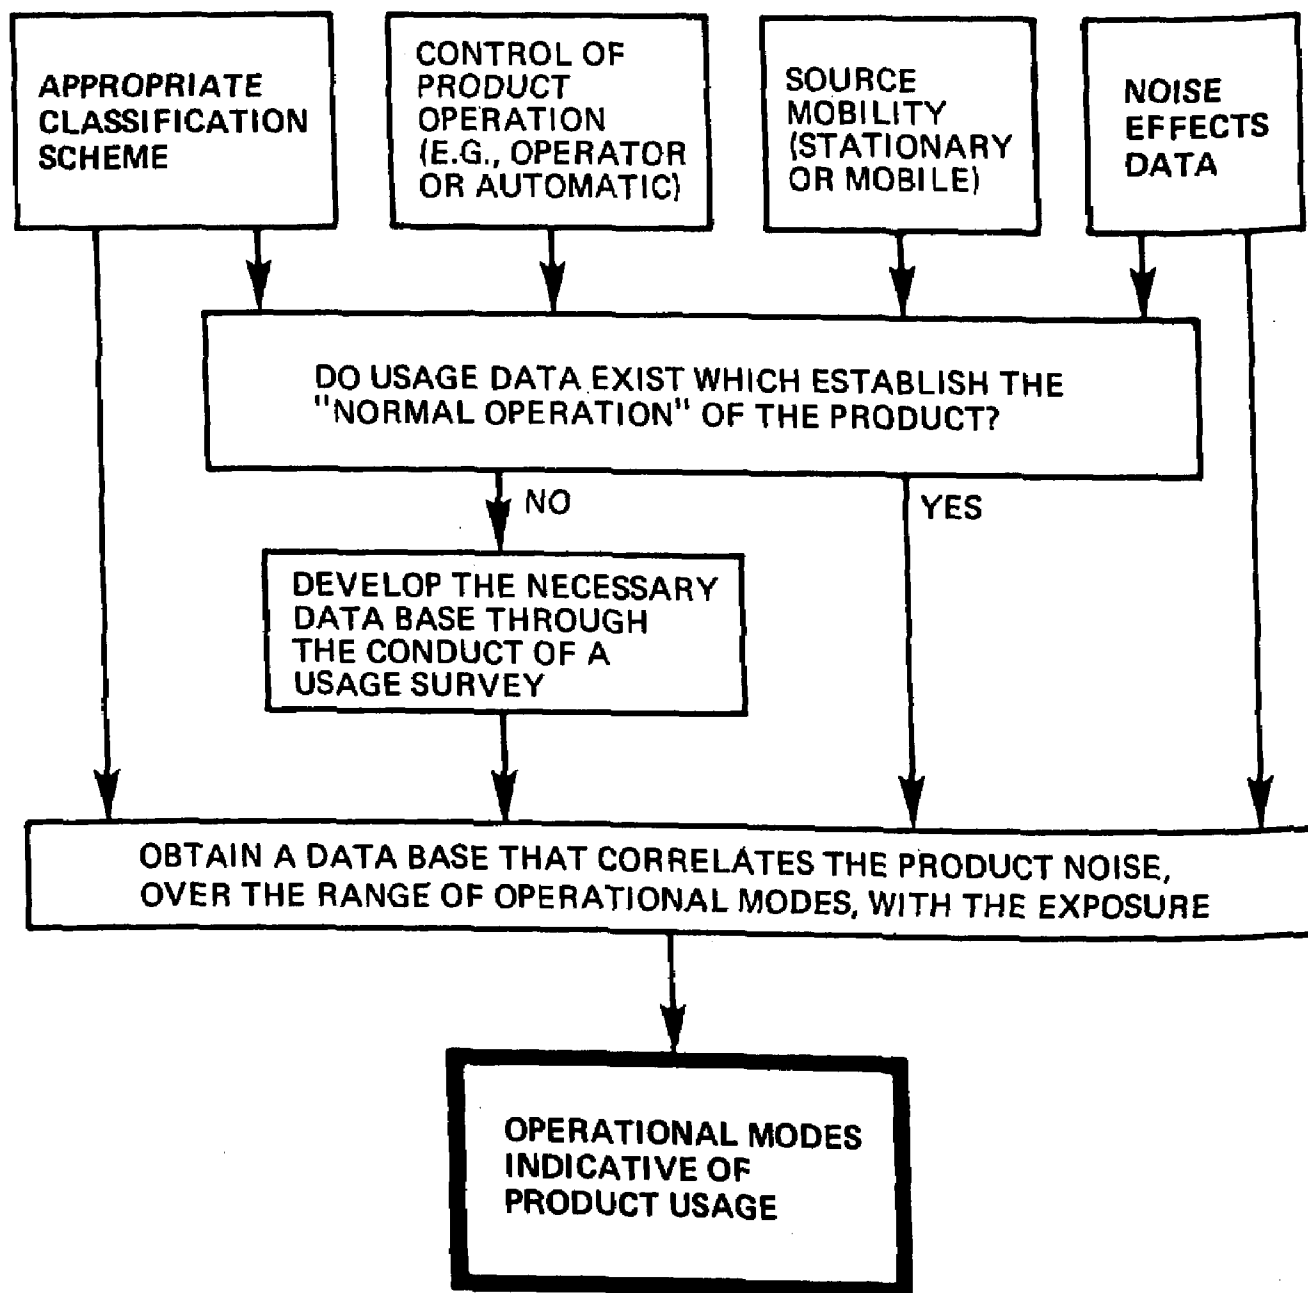 APPROPRIATE
CLASSIFICATION
SCHEME
CONTROL OF
PRODUCT
OPERATION
(E.G., OPERATOR
OR AUTOMATIC)
SOURCE
MOBILITY
(STATIONARY
OR MOBILE)
NOISE
EFFECTS
DATA
DO USAGE DATA EXIST WHICH ESTABLISH THE
"NORMAL OPERATION" OF THE PRODUCT?
NO
YES
DEVELOP THE NECESSARY
DATA BASE THROUGH
THE CONDUCT OF A
USAGE SURVEY
OBTAIN A DATA BASE THAT CORRELATES THE PRODUCT NOISE,
OVER THE RANGE OF OPERATIONAL MODES, WITH THE EXPOSURE
OPERATIONAL MODES
INDICATIVE OF
PRODUCT USAGE